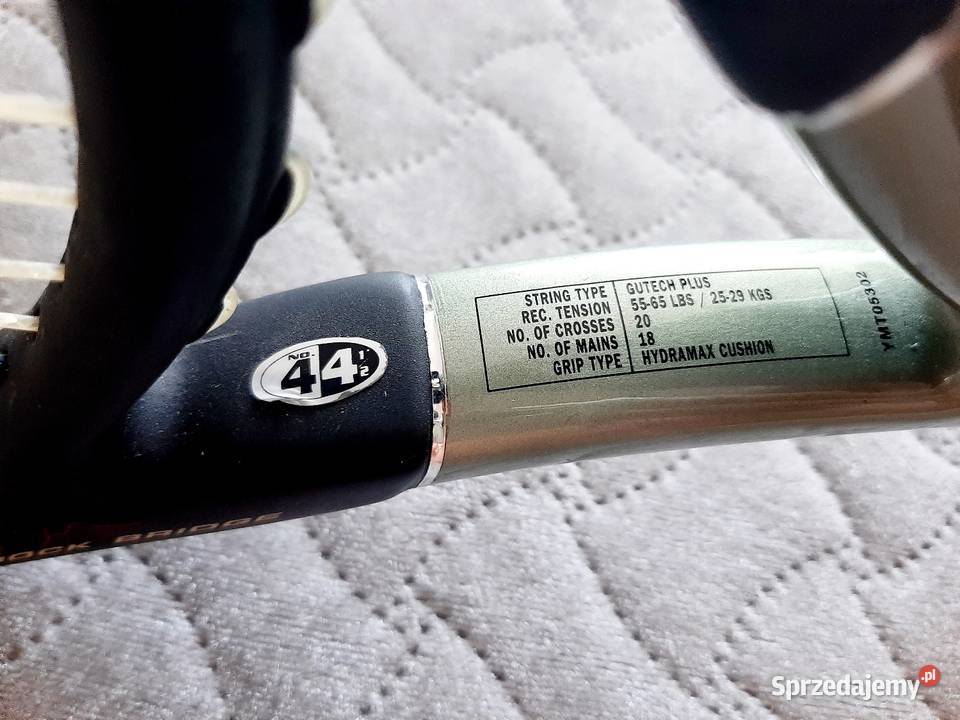 STRING TYPE GUTECH PLUS
REC. TENSION 55-65 LBS / 25-29 KGS
NO. OF CROSSES 20
NO. OF MAINS 18
GRIP TYPE HYDRAMAX CUSHION
YMT05302
NO.
4 4 1/2
BRIDGE
Sprzedajemy.pl